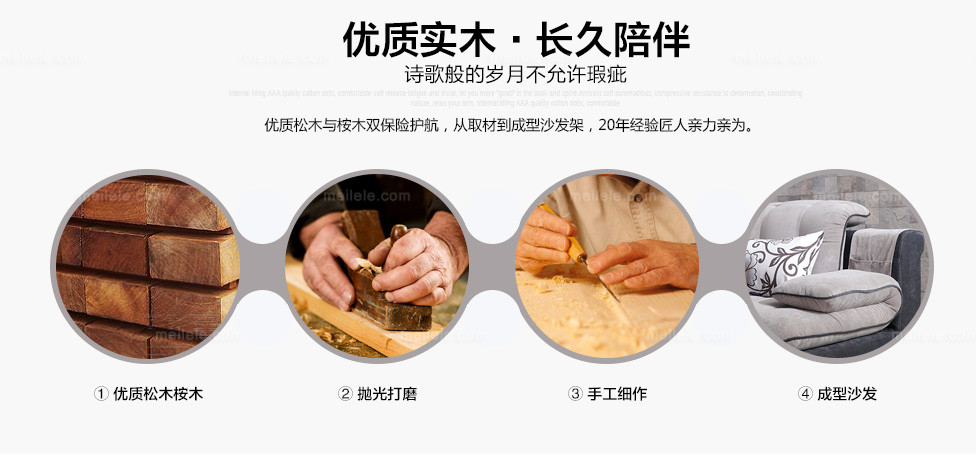 优质实木·长久陪伴
诗歌般的岁月不允许瑕疵
优质松木与桉木双保险护航，从取材到成型沙发架，20年经验匠人亲力亲为。
meilele.com
① 优质松木桉木
② 抛光打磨
③ 手工细作
④ 成型沙发